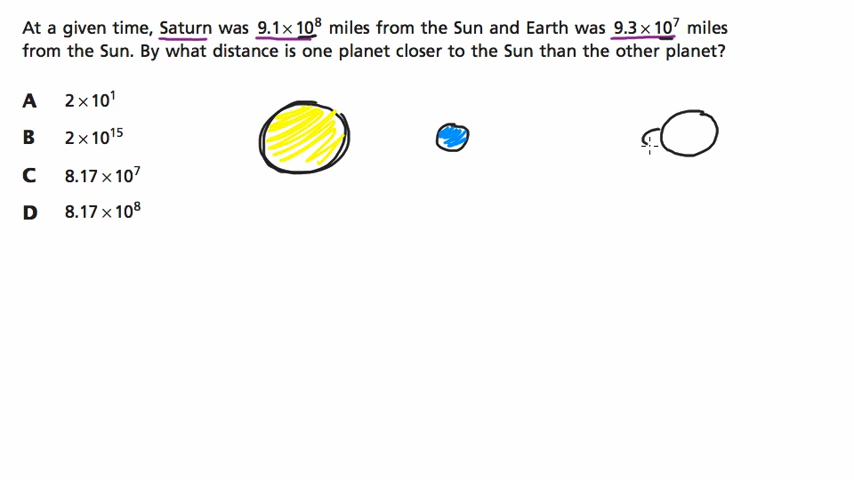 At a given time, Saturn was 9.1×10⁸ miles from the Sun and Earth was 9.3×10⁷ miles
from the Sun. By what distance is one planet closer to the Sun than the other planet?
A 2×10¹
B 2×10¹⁵
C 8.17×10⁷
D 8.17×10⁸